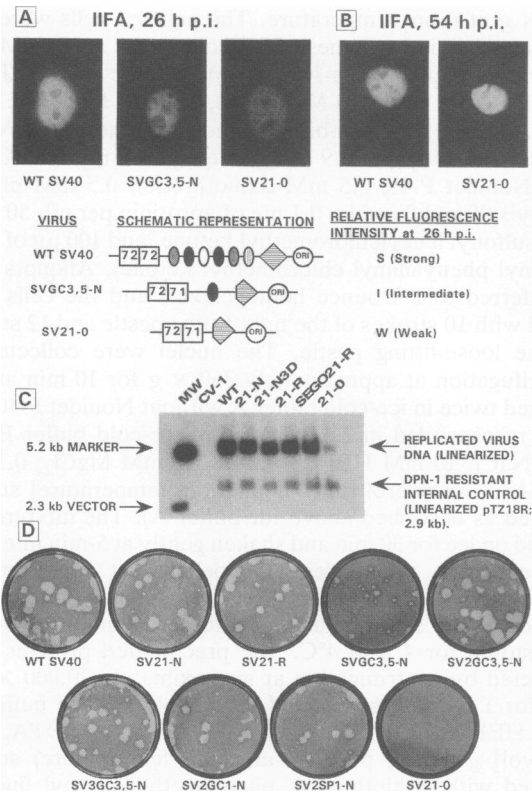 A IIFA, 26 h p.i.
B IIFA, 54 h p.i.
WT SV40 SVGC3,5-N SV21-0
WT SV40 SV21-0
VIRUS SCHEMATIC REPRESENTATION RELATIVE FLUORESCENCE
INTENSITY at 26 h p.i.
WT SV40 72 72 ORI S (Strong)
SVGC3,5-N 72 71 ORI I (Intermediate)
SV21-0 72 71 ORI W (Weak)
C
MW
CV-1
WT
21-N
21-N3D
21-R
SEGO21-R
21-0
5.2 kb MARKER
2.3 kb VECTOR
REPLICATED VIRUS
DNA (LINEARIZED)
DPN-1 RESISTANT
INTERNAL CONTROL
(LINEARIZED pTZ18R;
2.9 kb).
D
WT SV40 SV21-N SV21-R SVGC3,5-N SV2GC3,5-N
SV3GC3,5-N SV2GC1-N SV2SP1-N SV21-0